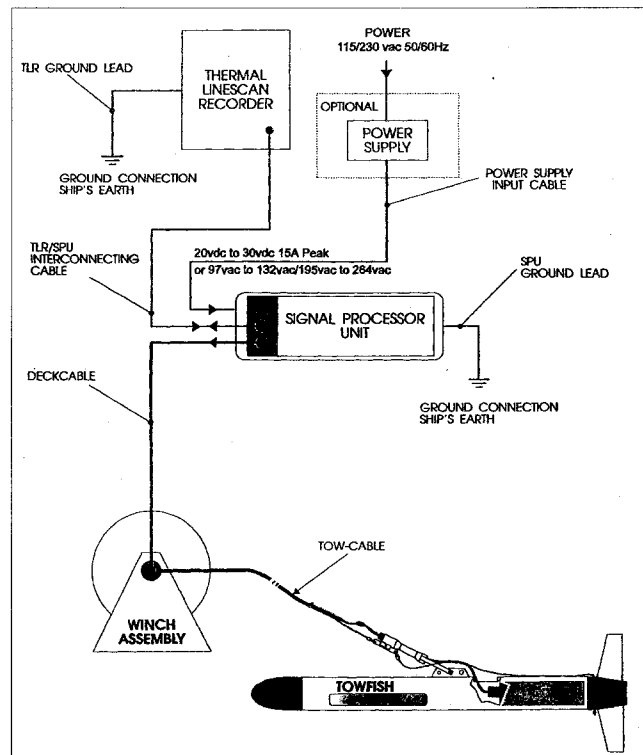 POWER
115/230 vac 50/60Hz
TLR GROUND LEAD
THERMAL
LINESCAN
RECORDER
OPTIONAL
POWER
SUPPLY
GROUND CONNECTION
SHIP'S EARTH
POWER SUPPLY
INPUT CABLE
TLR/SPU
INTERCONNECTING
CABLE
20vdc to 30vdc 15A Peak
or 97vac to 132vac/195vac to 264vac
SPU
GROUND LEAD
SIGNAL PROCESSOR
UNIT
DECKCABLE
GROUND CONNECTION
SHIP'S EARTH
TOW-CABLE
WINCH
ASSEMBLY
TOWFISH